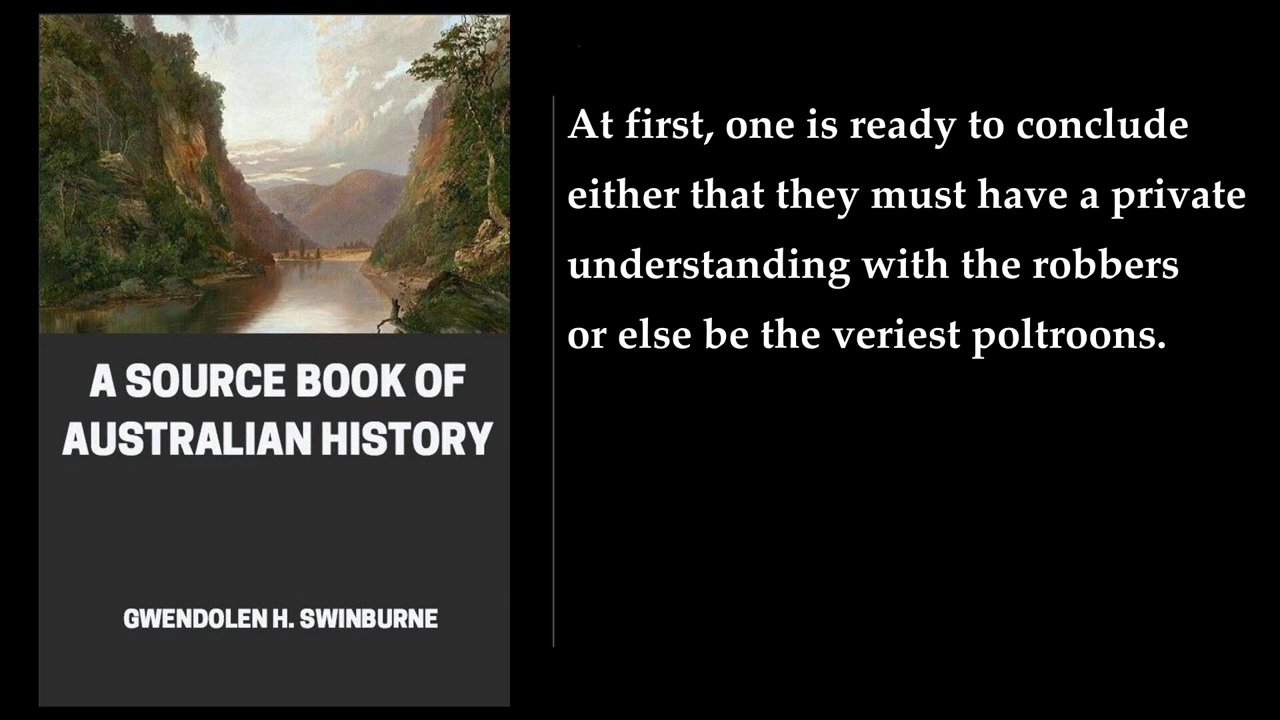 A SOURCE BOOK OF
AUSTRALIAN HISTORY
GWENDOLEN H. SWINBURNE
At first, one is ready to conclude
either that they must have a private
understanding with the robbers
or else be the veriest poltroons.